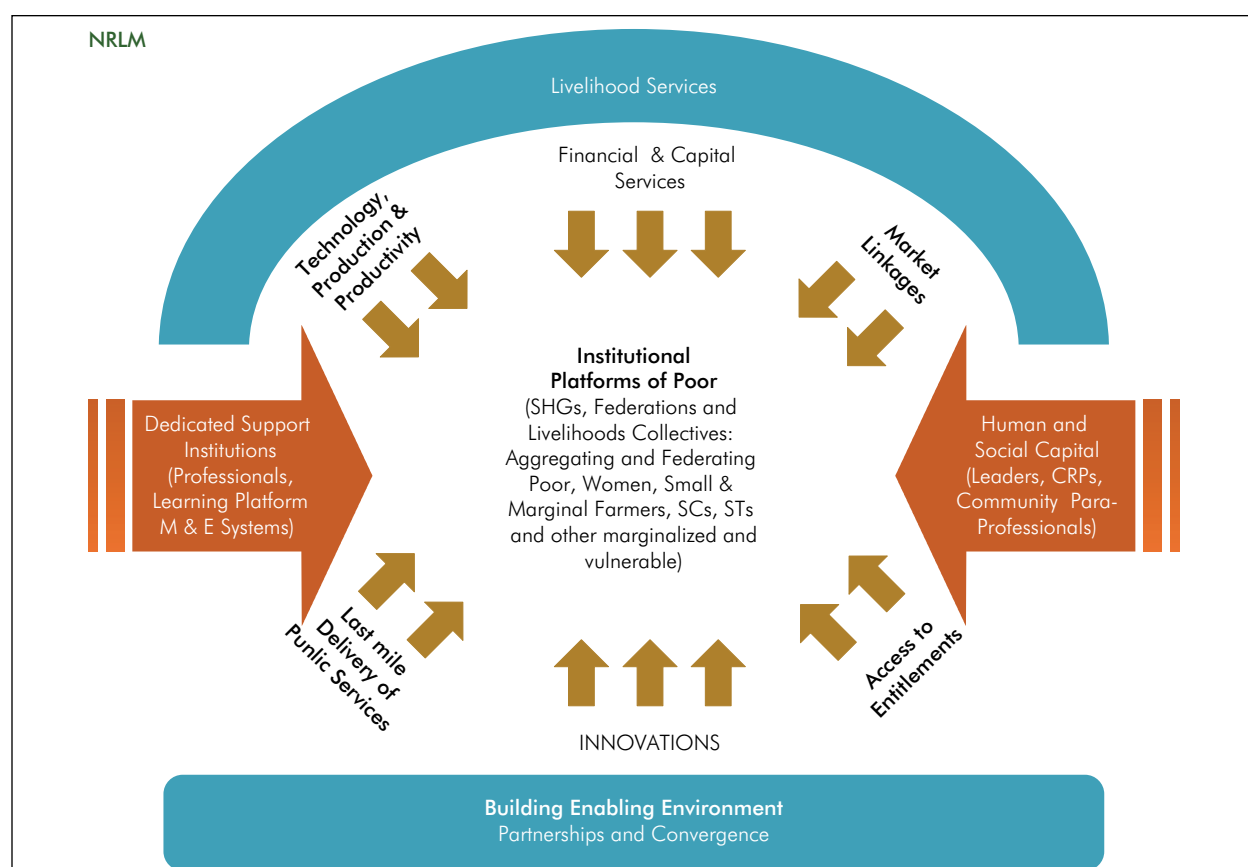 NRLM
Livelihood Services
Financial & Capital
Services
Technology,
Production &
Productivity
Market
Linkages
Institutional
Platforms of Poor
(SHGs, Federations and
Livelihoods Collectives:
Aggregating and Federating
Poor, Women, Small &
Marginal Farmers, SCs, STs
and other marginalized and
vulnerable)
Dedicated Support
Institutions
(Professionals,
Learning Platform
M & E Systems)
Human and
Social Capital
(Leaders, CRPs,
Community Para-
Professionals)
Last mile
Delivery of
Punlic Services
Access to
Entitlements
INNOVATIONS
Building Enabling Environment
Partnerships and Convergence